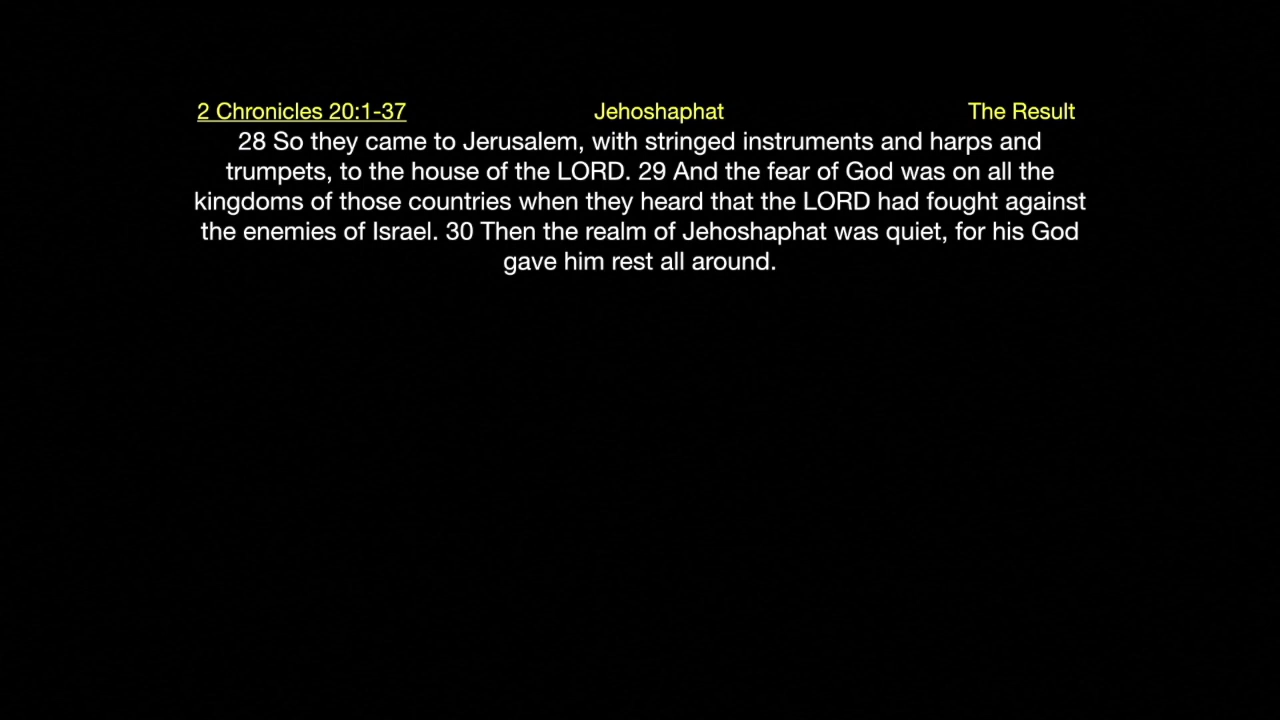 2 Chronicles 20:1-37 Jehoshaphat The Result
28 So they came to Jerusalem, with stringed instruments and harps and
trumpets, to the house of the LORD. 29 And the fear of God was on all the
kingdoms of those countries when they heard that the LORD had fought against
the enemies of Israel. 30 Then the realm of Jehoshaphat was quiet, for his God
gave him rest all around.